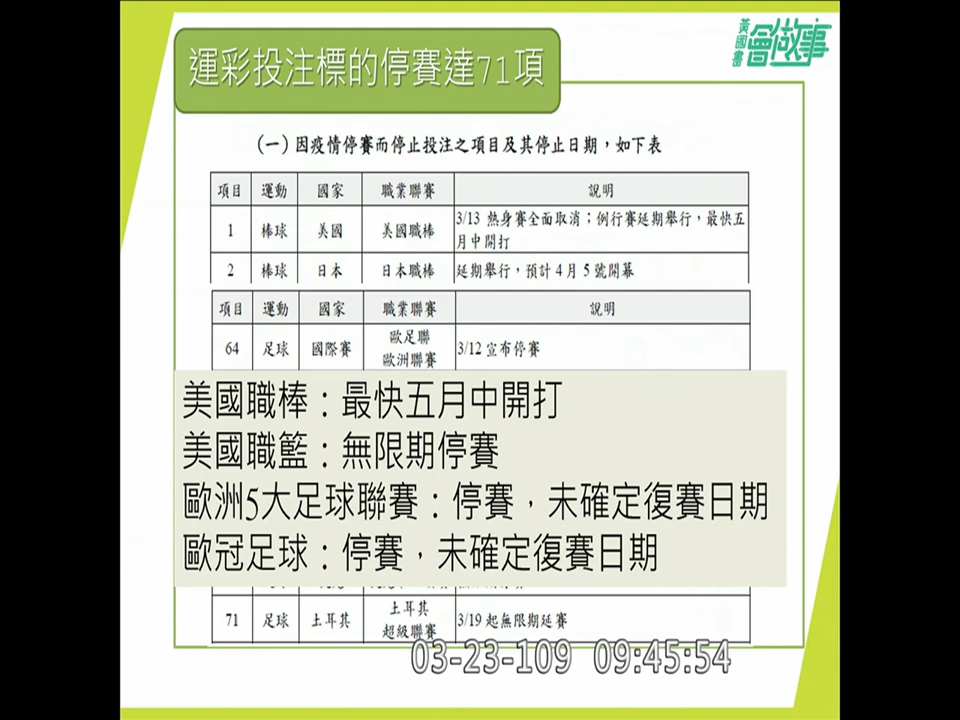 黃國書
會做事
運彩投注標的停賽達71項
（一）因疫情停賽而停止投注之項目及其停止日期，如下表
項目 運動 國家 職業聯賽 說明
1 棒球 美國 美國職棒 3/13 熱身賽全面取消；例行賽延期舉行，最快五
月中開打
2 棒球 日本 日本職棒 延期舉行，預計 4 月 5 號開幕
項目 運動 國家 職業聯賽 說明
64 足球 國際賽 歐足聯 3/12 宣布停賽
歐洲聯賽
美國職棒：最快五月中開打
美國職籃：無限期停賽
歐洲5大足球聯賽：停賽，未確定復賽日期
歐冠足球：停賽，未確定復賽日期
71 足球 土耳其 土耳其 3/19 起無限期延賽
超級聯賽
03-23-109 09:45:54